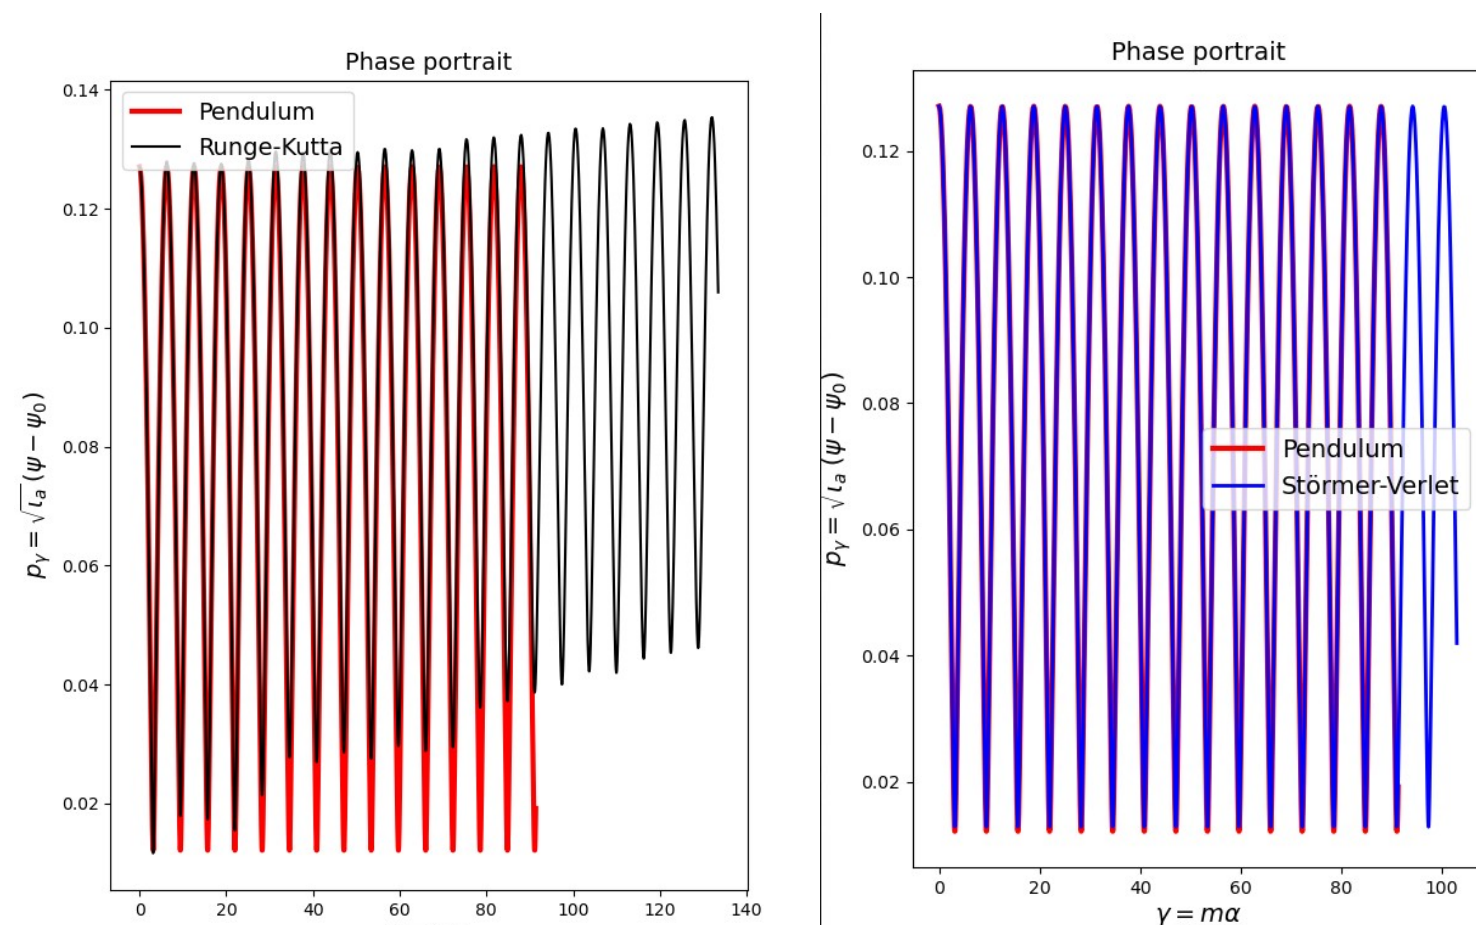 Phase portrait
Pendulum
Runge-Kutta
0.14
0.12
0.10
0.08
0.06
0.04
0.02
p_γ = √ι_a (ψ − ψ_0)
0 20 40 60 80 100 120 140
Phase portrait
0.12
0.10
0.08
0.06
0.04
0.02
p_γ = √ι_a (ψ − ψ_0)
Pendulum
Störmer-Verlet
0 20 40 60 80 100
γ = mα